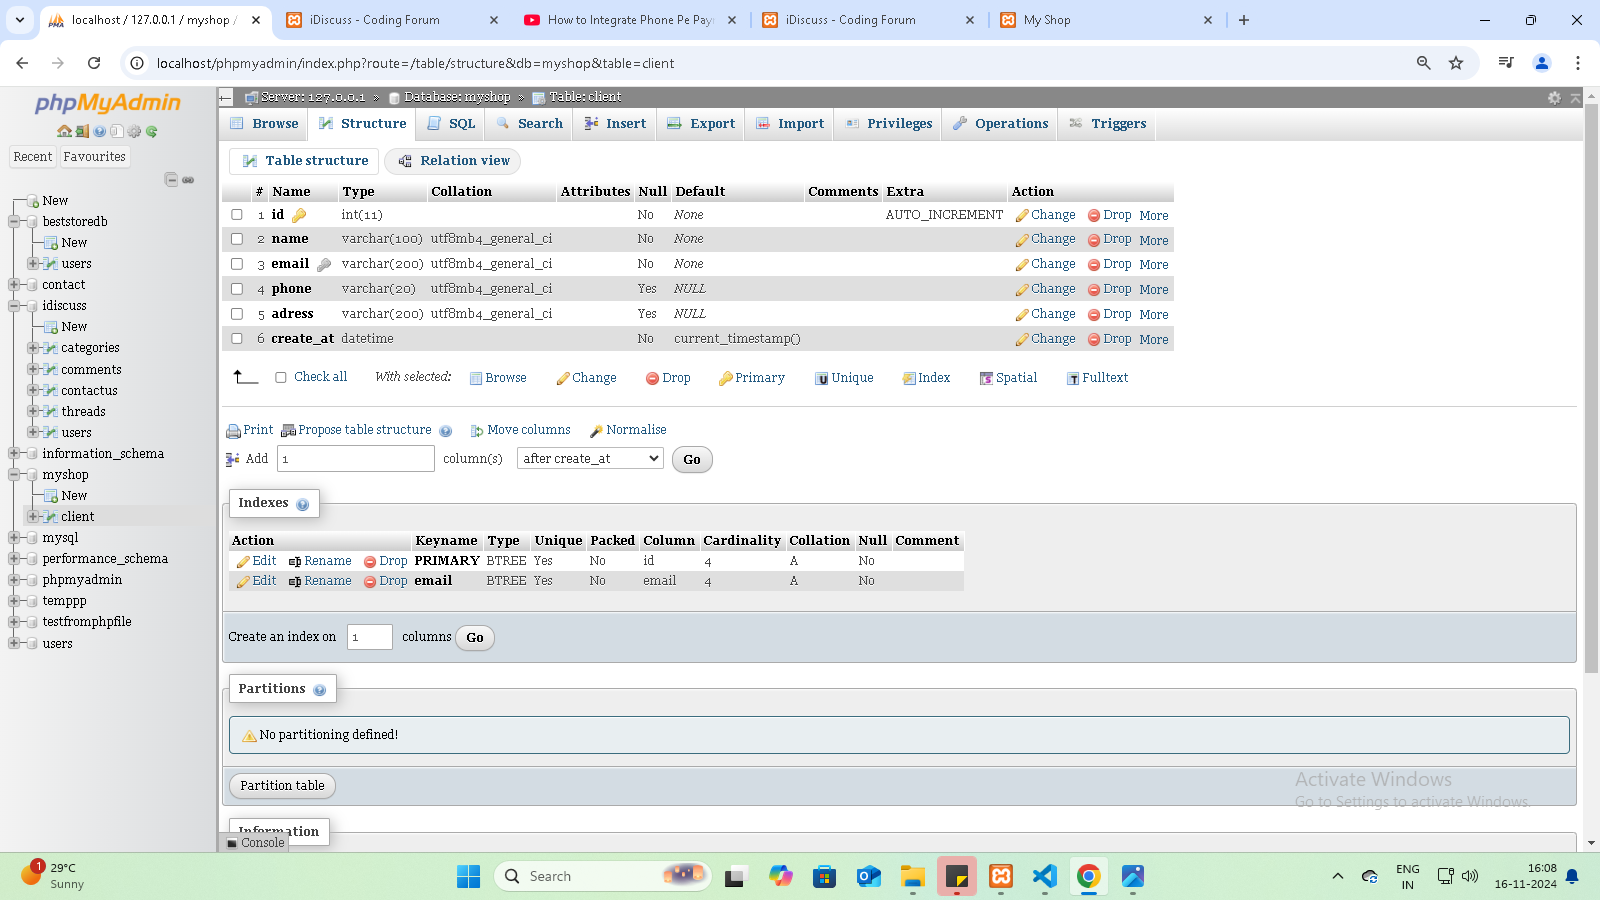 localhost / 127.0.0.1 / myshop /
iDiscuss - Coding Forum
How to Integrate Phone Pe Payr
iDiscuss - Coding Forum
My Shop
localhost/phpmyadmin/index.php?route=/table/structure&db=myshop&table=client
phpMyAdmin
Recent Favourites
New
beststoredb
New
users
contact
idiscuss
New
categories
comments
contactus
threads
users
information_schema
myshop
New
client
mysql
performance_schema
phpmyadmin
temppp
testfromphpfile
users
Server: 127.0.0.1 » Database: myshop » Table: client
Browse Structure SQL Search Insert Export Import Privileges Operations Triggers
Table structure Relation view
# Name Type Collation Attributes Null Default Comments Extra Action
1 id int(11) No None AUTO_INCREMENT Change Drop More
2 name varchar(100) utf8mb4_general_ci No None Change Drop More
3 email varchar(200) utf8mb4_general_ci No None Change Drop More
4 phone varchar(20) utf8mb4_general_ci Yes NULL Change Drop More
5 adress varchar(200) utf8mb4_general_ci Yes NULL Change Drop More
6 create_at datetime No current_timestamp() Change Drop More
Check all With selected: Browse Change Drop Primary Unique Index Spatial Fulltext
Print Propose table structure Move columns Normalise
Add 1 column(s) after create_at Go
Indexes
Action Keyname Type Unique Packed Column Cardinality Collation Null Comment
Edit Rename Drop PRIMARY BTREE Yes No id 4 A No
Edit Rename Drop email BTREE Yes No email 4 A No
Create an index on 1 columns Go
Partitions
No partitioning defined!
Partition table
Activate Windows
Go to Settings to activate Windows.
Information
Console
1
29°C
Sunny
Search
ENG
IN
16:08
16-11-2024